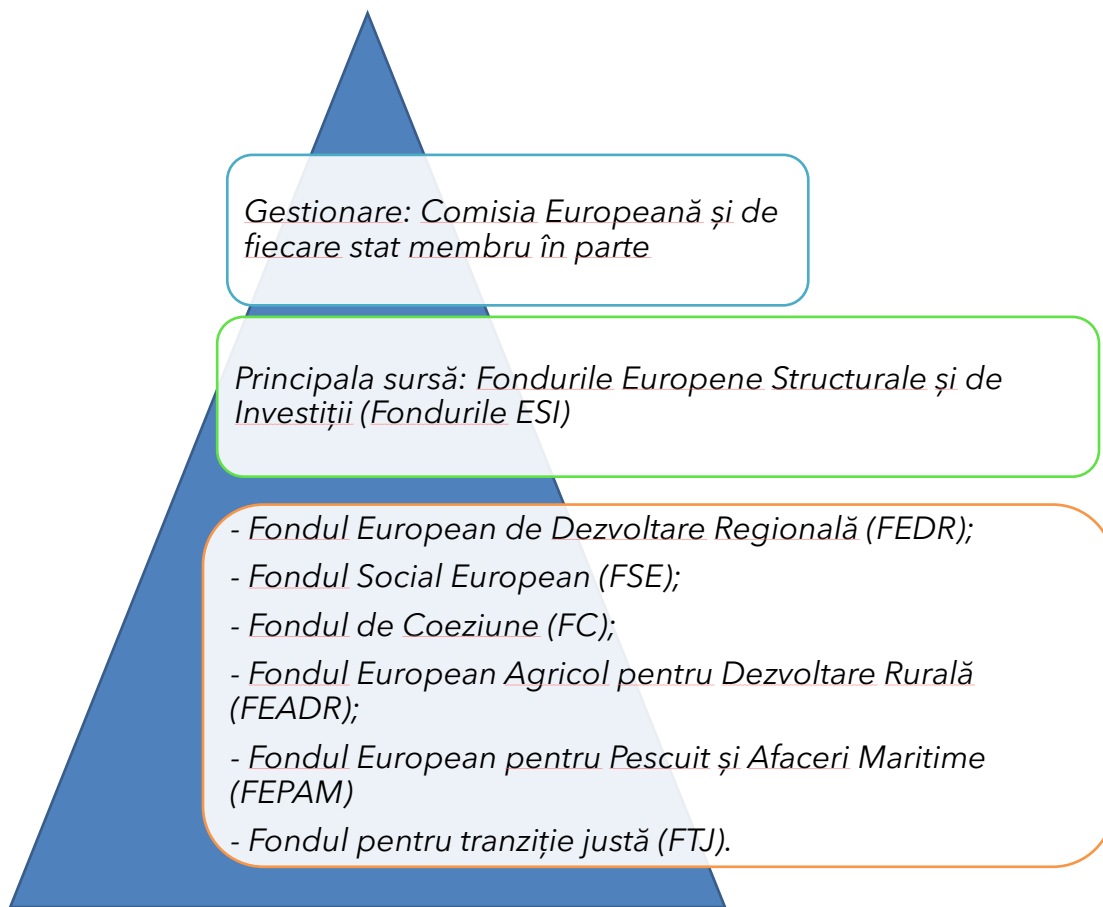 Gestionare: Comisia Europeană și de
fiecare stat membru în parte
Principala sursă: Fondurile Europene Structurale și de
Investiții (Fondurile ESI)
- Fondul European de Dezvoltare Regională (FEDR);
- Fondul Social European (FSE);
- Fondul de Coeziune (FC);
- Fondul European Agricol pentru Dezvoltare Rurală
(FEADR);
- Fondul European pentru Pescuit și Afaceri Maritime
(FEPAM)
- Fondul pentru tranziție justă (FTJ).